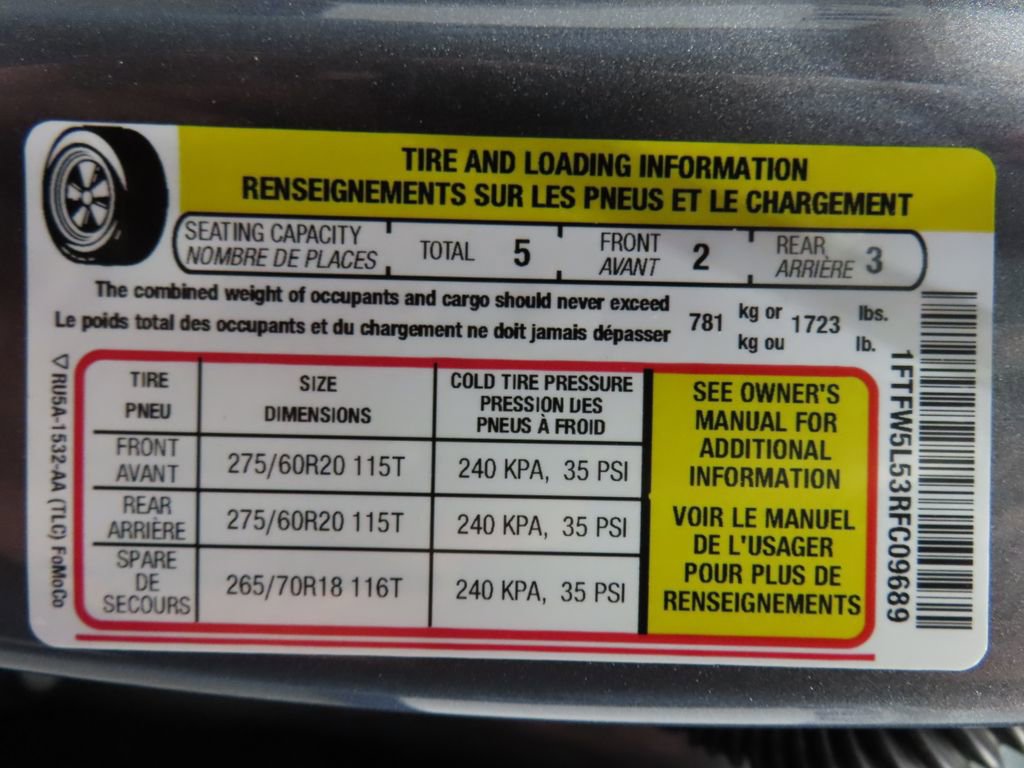 TIRE AND LOADING INFORMATION
RENSEIGNEMENTS SUR LES PNEUS ET LE CHARGEMENT
SEATING CAPACITY
NOMBRE DE PLACES
TOTAL 5
FRONT
AVANT
2
REAR
ARRIÈRE
3
The combined weight of occupants and cargo should never exceed
Le poids total des occupants et du chargement ne doit jamais dépasser
781
kg or
kg ou
1723
lbs.
lb.
TIRE
PNEU
SIZE
DIMENSIONS
COLD TIRE PRESSURE
PRESSION DES
PNEUS À FROID
FRONT
AVANT
275/60R20 115T
240 KPA, 35 PSI
REAR
ARRIÈRE
275/60R20 115T
240 KPA, 35 PSI
SPARE
DE
SECOURS
265/70R18 116T
240 KPA, 35 PSI
SEE OWNER'S
MANUAL FOR
ADDITIONAL
INFORMATION
VOIR LE MANUEL
DE L'USAGER
POUR PLUS DE
RENSEIGNEMENTS
RU5A-1532-AA (TLC) FoMoCo
1FTFW5L53RFC09689